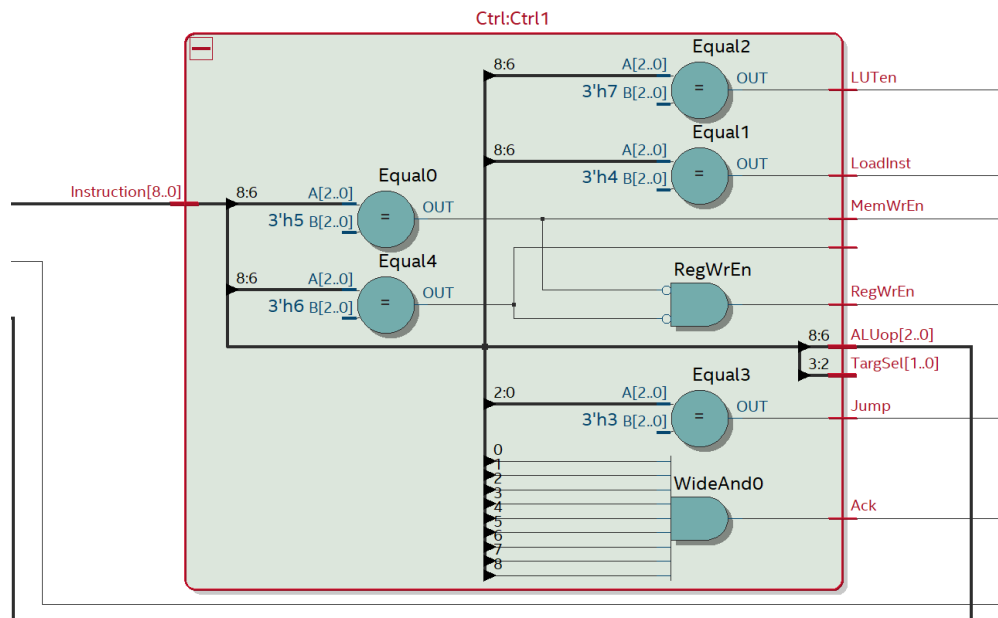 Ctrl:Ctrl1
Equal2
8:6 A[2..0] OUT LUTen
= 
3'h7 B[2..0]
Equal1
8:6 A[2..0] OUT LoadInst
=
3'h4 B[2..0]
Equal0
Instruction[8..0] 8:6 A[2..0] OUT MemWrEn
=
3'h5 B[2..0]
Equal4
8:6 A[2..0] OUT
=
3'h6 B[2..0]
RegWrEn
RegWrEn
8:6 ALUop[2..0]
3:2 TargSel[1..0]
Equal3
2:0 A[2..0] OUT Jump
=
3'h3 B[2..0]
0
1
2
3
4
5
6
7
8
WideAnd0
Ack